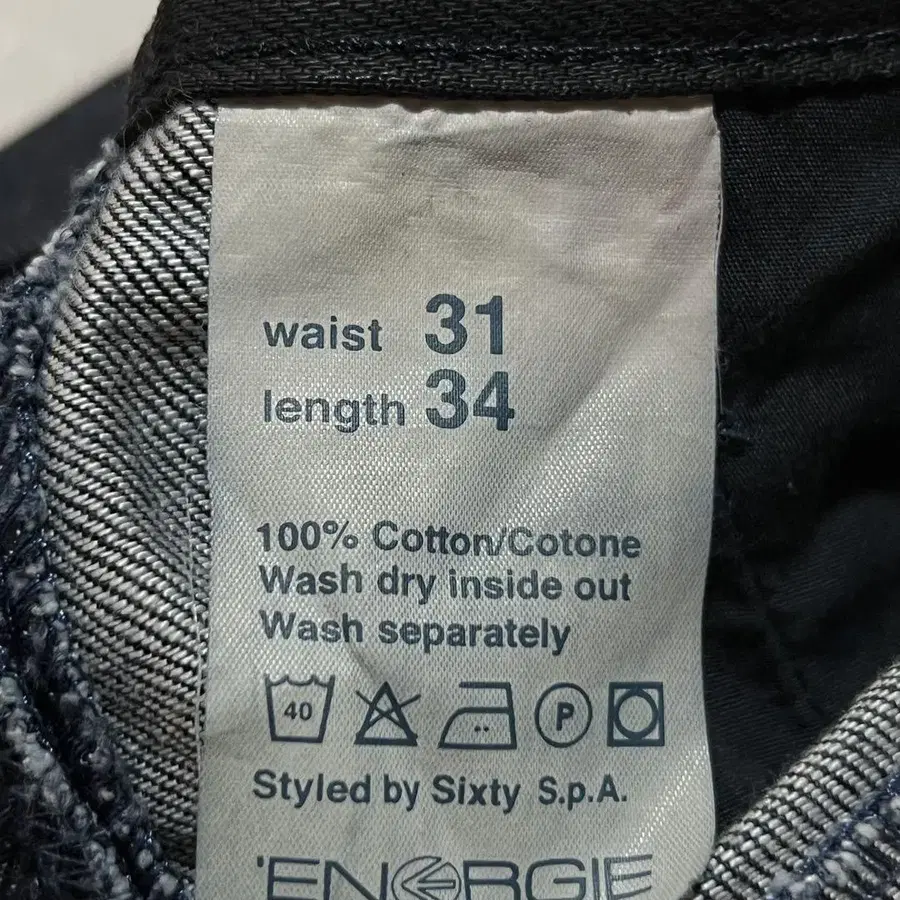 waist 31
length 34
100% Cotton/Cotone
Wash dry inside out
Wash separately
40 P
Styled by Sixty S.p.A.
'ENERGIE